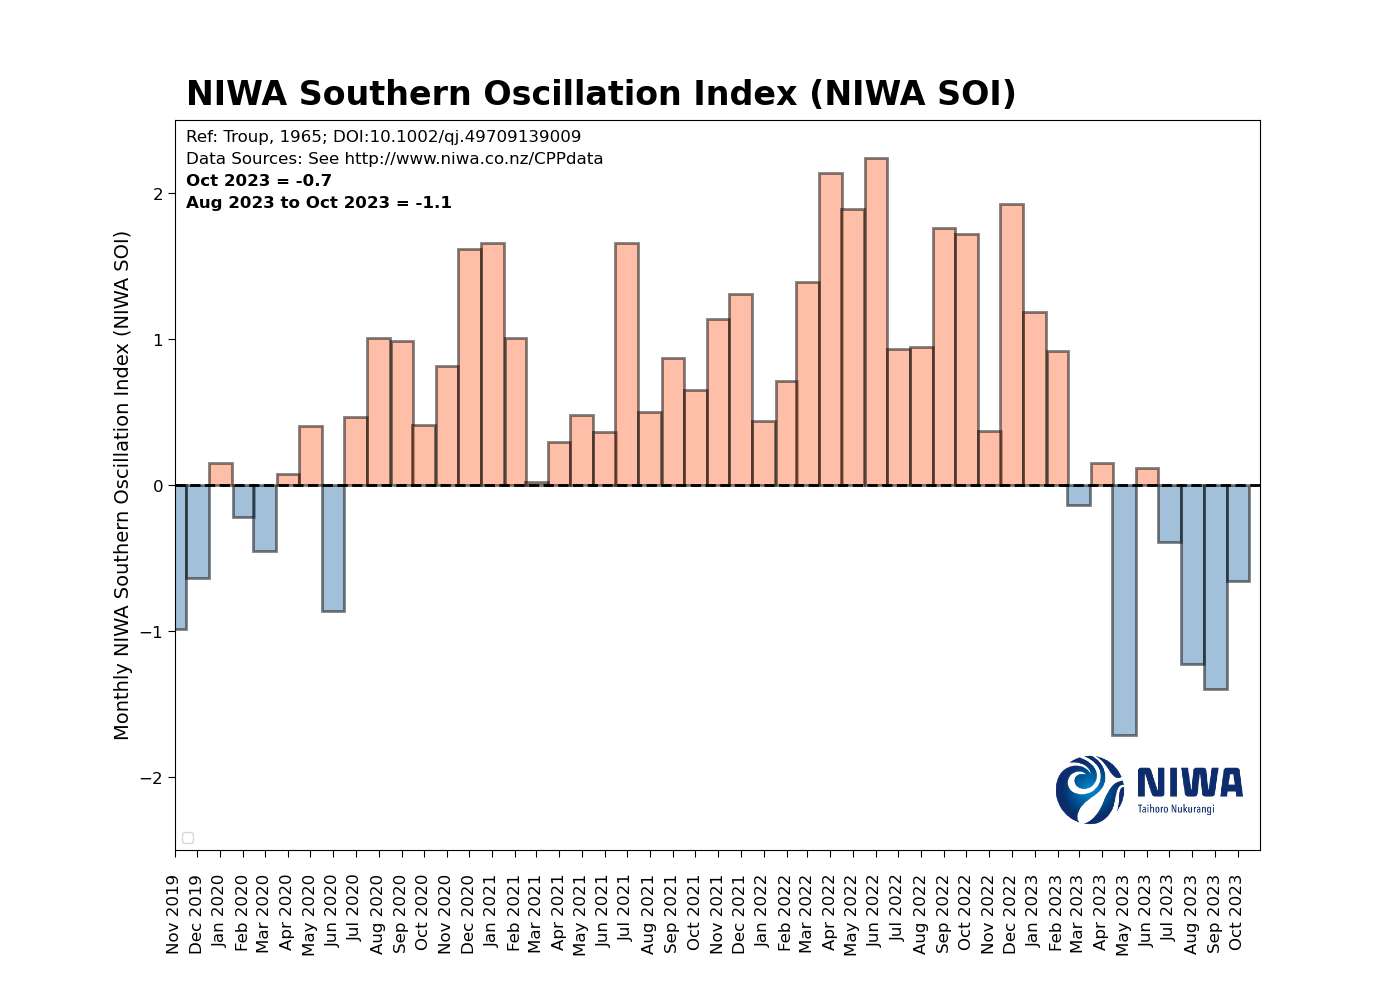 NIWA Southern Oscillation Index (NIWA SOI)
Ref: Troup, 1965; DOI:10.1002/qj.49709139009
Data Sources: See http://www.niwa.co.nz/CPPdata
Oct 2023 = -0.7
Aug 2023 to Oct 2023 = -1.1
Monthly NIWA Southern Oscillation Index (NIWA SOI)
2
1
0
−1
−2
NIWA
Taihoro Nukurangi
Nov 2019
Dec 2019
Jan 2020
Feb 2020
Mar 2020
Apr 2020
May 2020
Jun 2020
Jul 2020
Aug 2020
Sep 2020
Oct 2020
Nov 2020
Dec 2020
Jan 2021
Feb 2021
Mar 2021
Apr 2021
May 2021
Jun 2021
Jul 2021
Aug 2021
Sep 2021
Oct 2021
Nov 2021
Dec 2021
Jan 2022
Feb 2022
Mar 2022
Apr 2022
May 2022
Jun 2022
Jul 2022
Aug 2022
Sep 2022
Oct 2022
Nov 2022
Dec 2022
Jan 2023
Feb 2023
Mar 2023
Apr 2023
May 2023
Jun 2023
Jul 2023
Aug 2023
Sep 2023
Oct 2023